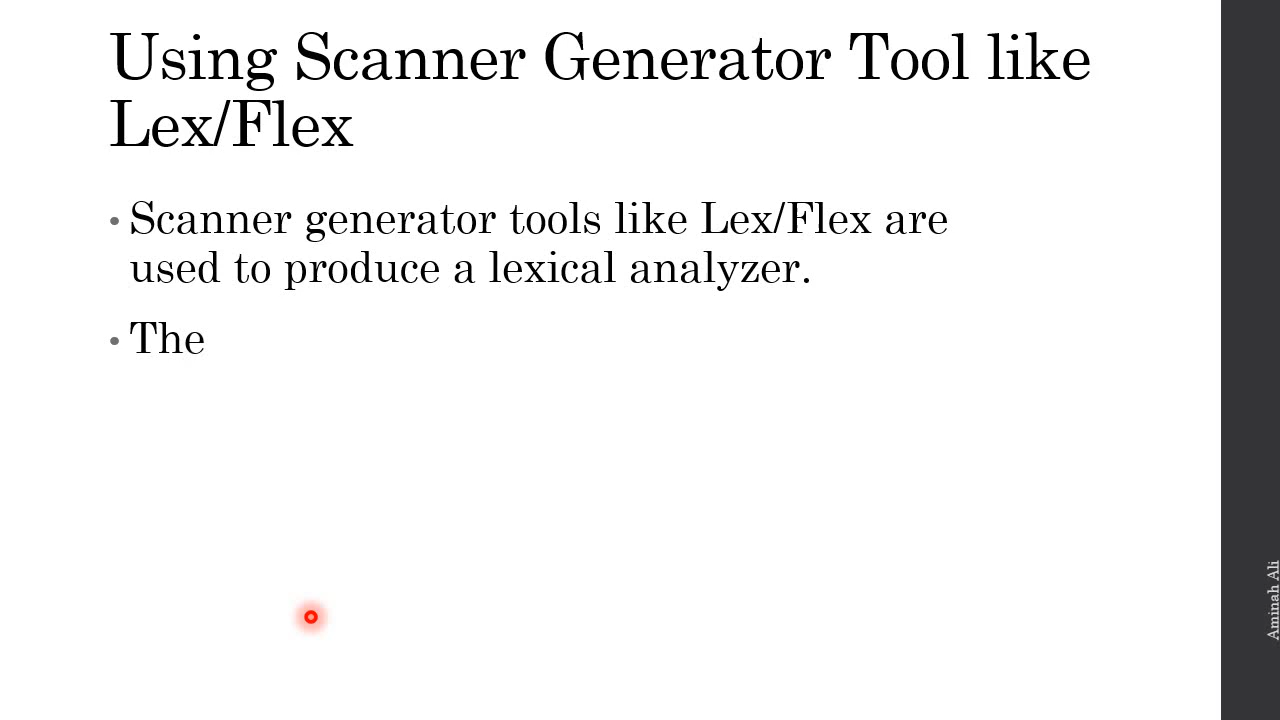 Using Scanner Generator Tool like
Lex/Flex
• Scanner generator tools like Lex/Flex are
used to produce a lexical analyzer.
• The
Aminah Ali